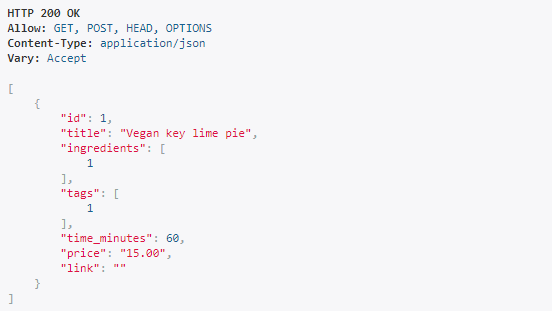 HTTP 200 OK
Allow: GET, POST, HEAD, OPTIONS
Content-Type: application/json
Vary: Accept
[
    {
        "id": 1,
        "title": "Vegan key lime pie",
        "ingredients": [
            1
        ],
        "tags": [
            1
        ],
        "time_minutes": 60,
        "price": "15.00",
        "link": ""
    }
]